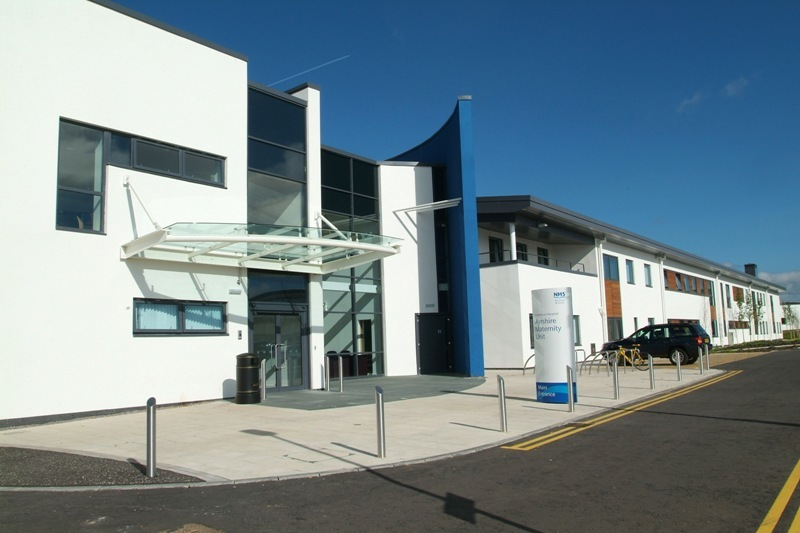 NHS
Ayrshire
Maternity
Unit
Main
Entrance